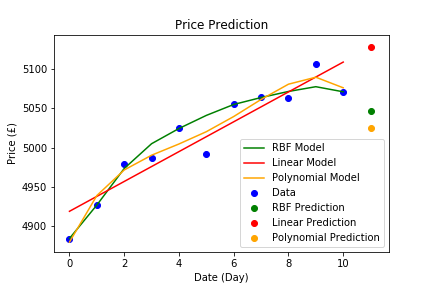 Price Prediction
Price (£)
5100
5050
5000
4950
4900
RBF Model
Linear Model
Polynomial Model
Data
RBF Prediction
Linear Prediction
Polynomial Prediction
0 2 4 6 8 10
Date (Day)